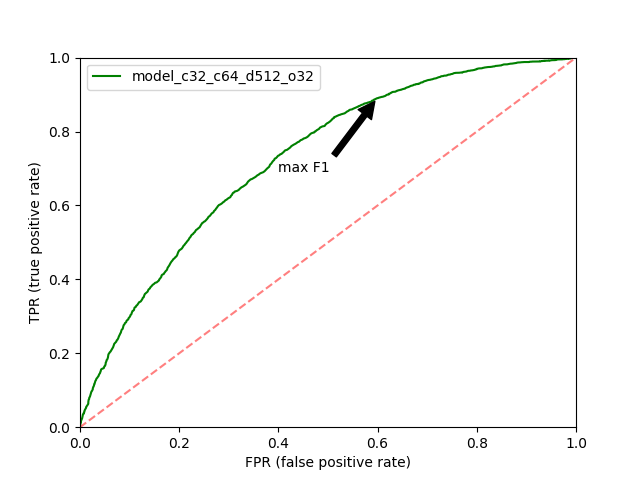 model_c32_c64_d512_o32
1.0
0.8
0.6
0.4
0.2
0.0
TPR (true positive rate)
max F1
0.0 0.2 0.4 0.6 0.8 1.0
FPR (false positive rate)